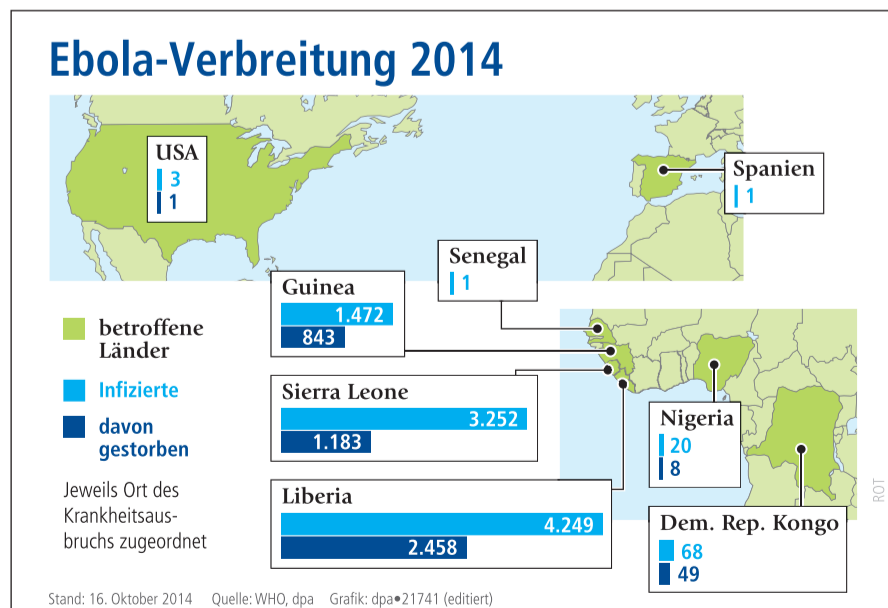 Ebola-Verbreitung 2014
USA
3
1
Spanien
1
Senegal
1
Guinea
1.472
843
betroffene
Länder
Infizierte
davon
gestorben
Sierra Leone
3.252
1.183
Nigeria
20
8
Jeweils Ort des
Krankheitsaus-
bruchs zugeordnet
Liberia
4.249
2.458
Dem. Rep. Kongo
68
49
ROT
Stand: 16. Oktober 2014 Quelle: WHO, dpa Grafik: dpa•21741 (editiert)